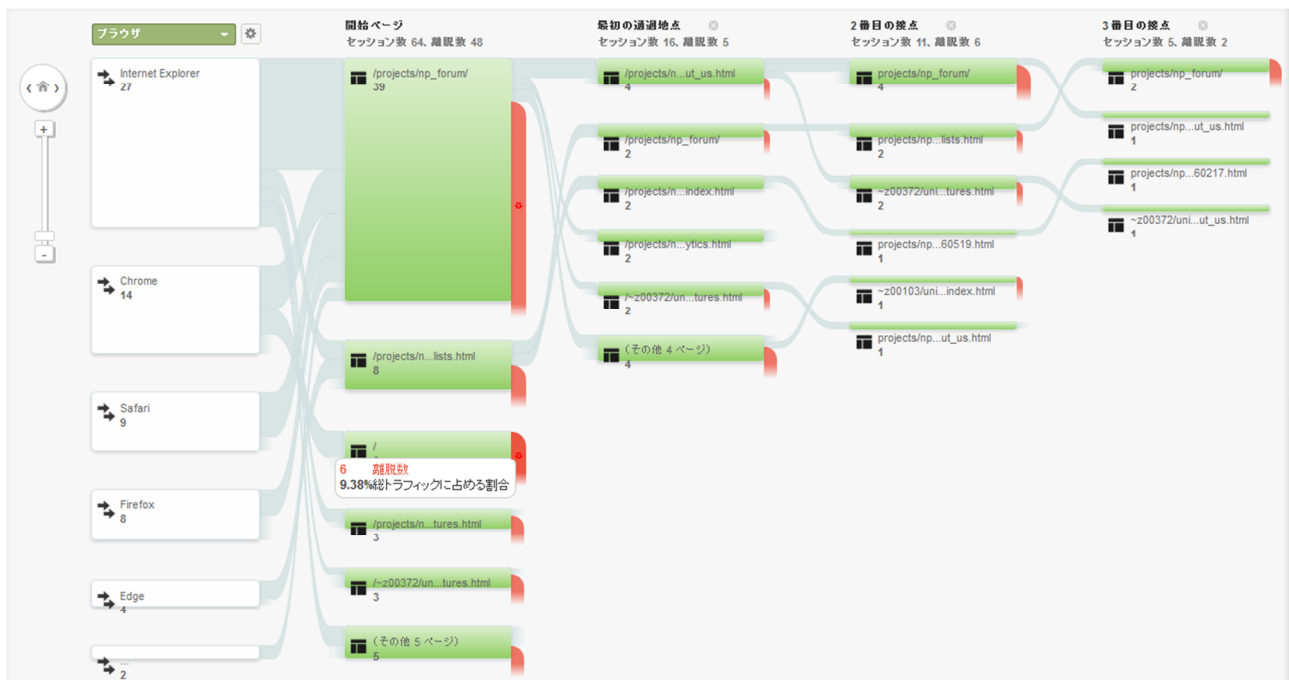 ブラウザ
Internet Explorer
27
Chrome
14
Safari
9
Firefox
8
Edge
4
...
2
開始ページ
セッション数 64、離脱数 48
/projects/np_forum/
39
/projects/n...lists.html
8
/
6 離脱数
9.38%総トラフィックに占める割合
/projects/n...tures.html
3
/~z00372/un...tures.html
3
(その他 5 ページ)
5
最初の通過地点
セッション数 16、離脱数 5
/projects/n...ut_us.html
4
/projects/np_forum/
2
/projects/n...index.html
2
/projects/n...ytics.html
2
/~z00372/un...tures.html
2
(その他 4 ページ)
4
2番目の接点
セッション数 11、離脱数 6
projects/np_forum/
4
projects/np...lists.html
2
~z00372/uni...tures.html
2
projects/np...60519.html
1
~z00103/uni...index.html
1
projects/np...ut_us.html
1
3番目の接点
セッション数 5、離脱数 2
projects/np_forum/
2
projects/np...ut_us.html
1
projects/np...60217.html
1
~z00372/uni...ut_us.html
1